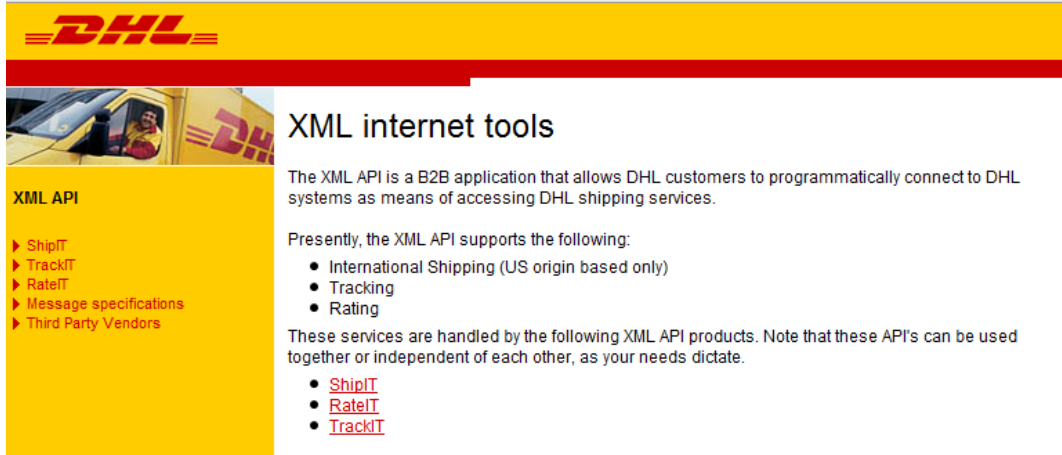 DHL
DHL
XML internet tools
The XML API is a B2B application that allows DHL customers to programmatically connect to DHL
systems as means of accessing DHL shipping services.
XML API
Presently, the XML API supports the following:
International Shipping (US origin based only)
Tracking
Rating
ShipIT
TrackIT
RateIT
Message specifications
Third Party Vendors
These services are handled by the following XML API products. Note that these API's can be used
together or independent of each other, as your needs dictate.
ShipIT
RateIT
TrackIT